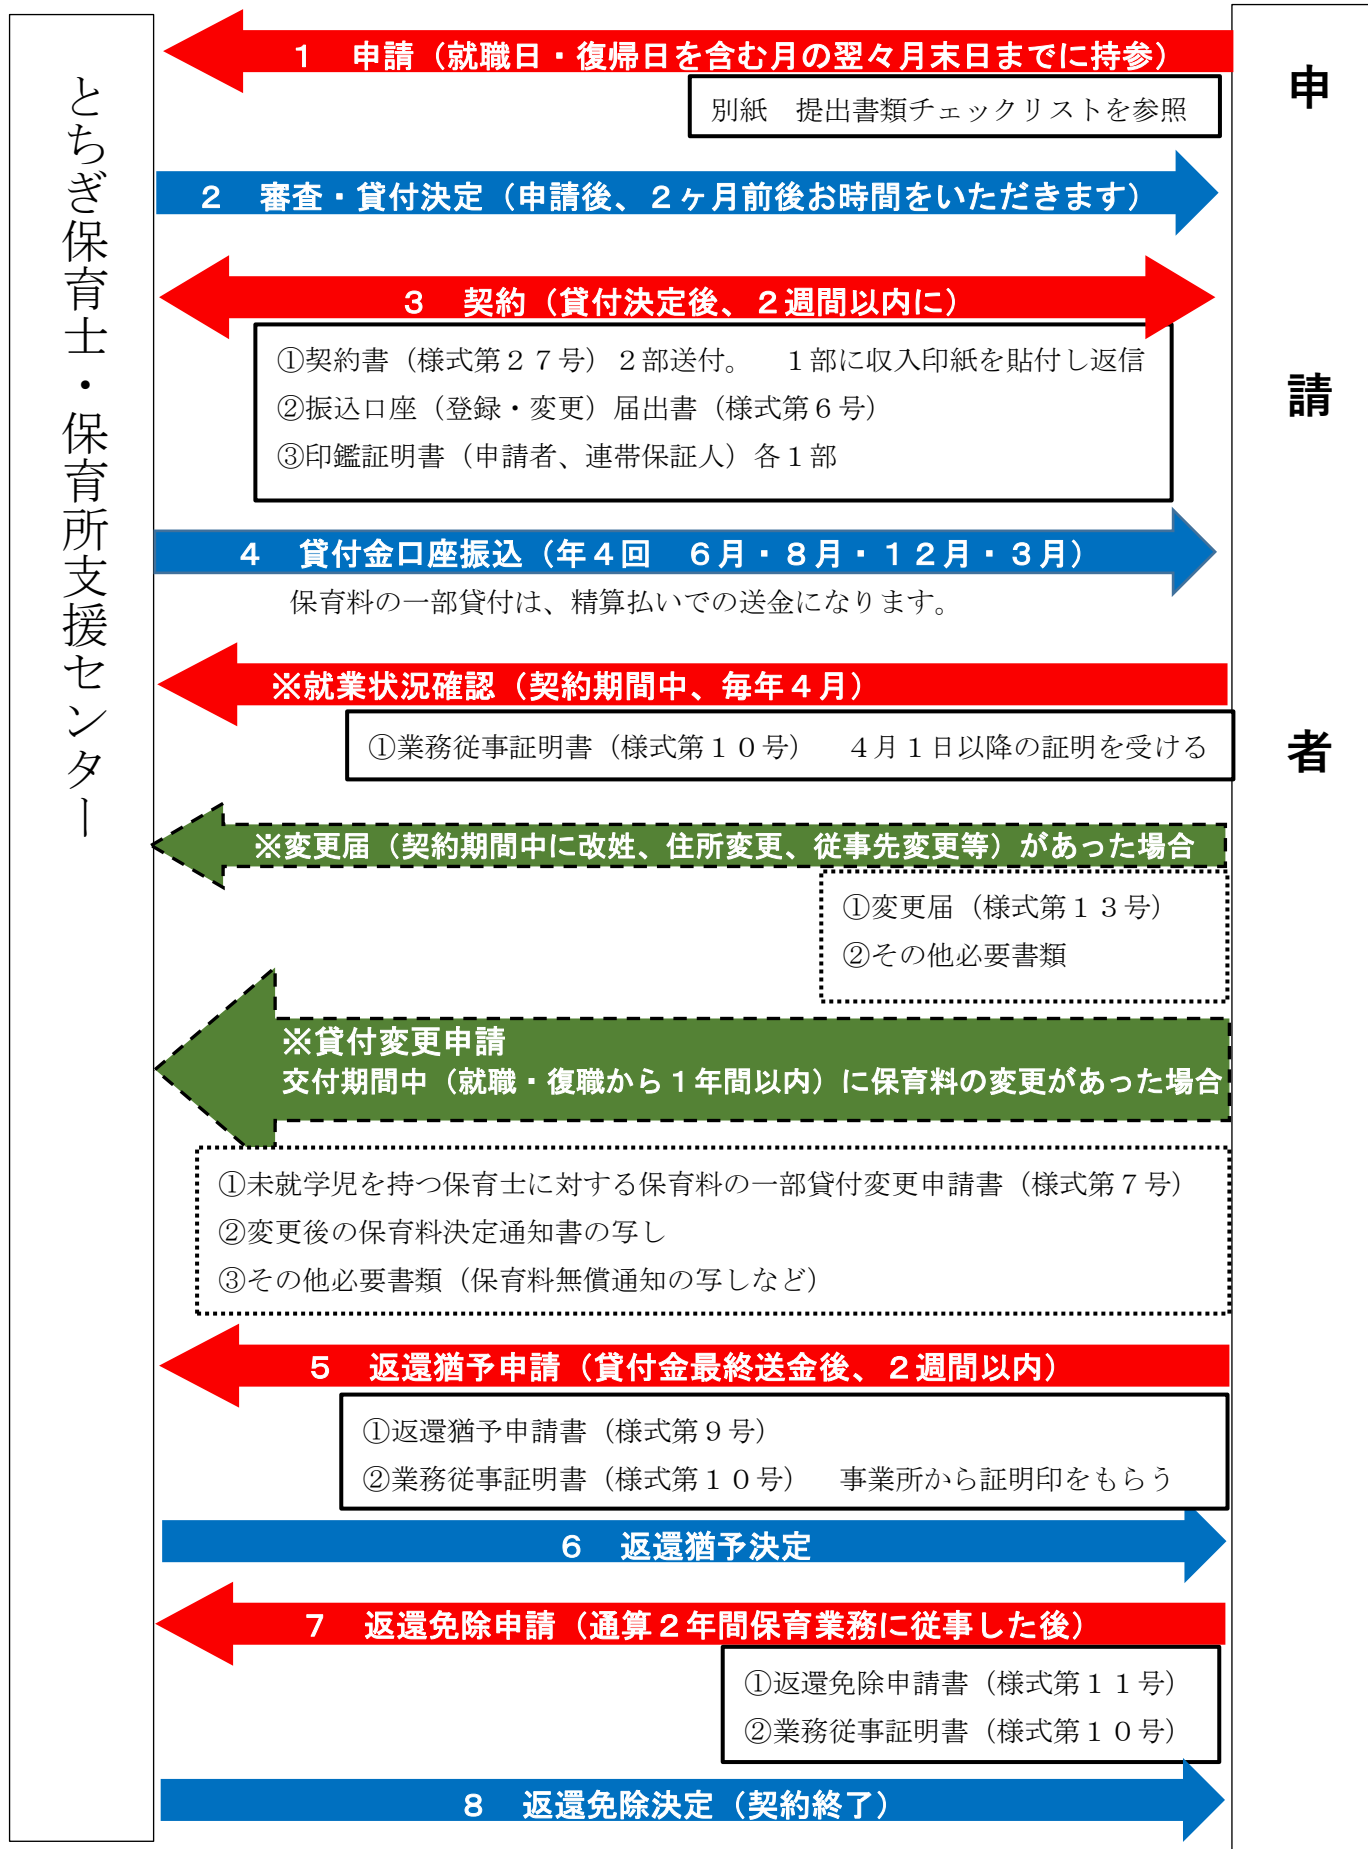 とちぎ保育士・保育所支援センター
申請者
１　申請（就職日・復帰日を含む月の翌々月末日までに持参）
別紙　提出書類チェックリストを参照
２　審査・貸付決定（申請後、２ヶ月前後お時間をいただきます）
３　契約（貸付決定後、２週間以内に）
①契約書（様式第２７号）２部送付。　１部に収入印紙を貼付し返信
②振込口座（登録・変更）届出書（様式第６号）
③印鑑証明書（申請者、連帯保証人）各１部
４　貸付金口座振込（年４回　６月・８月・１２月・３月）
保育料の一部貸付は、精算払いでの送金になります。
※就業状況確認（契約期間中、毎年４月）
①業務従事証明書（様式第１０号）　４月１日以降の証明を受ける
※変更届（契約期間中に改姓、住所変更、従事先変更等）があった場合
①変更届（様式第１３号）
②その他必要書類
※貸付変更申請
交付期間中（就職・復職から１年間以内）に保育料の変更があった場合
①未就学児を持つ保育士に対する保育料の一部貸付変更申請書（様式第７号）
②変更後の保育料決定通知書の写し
③その他必要書類（保育料無償通知の写しなど）
５　返還猶予申請（貸付金最終送金後、２週間以内）
①返還猶予申請書（様式第９号）
②業務従事証明書（様式第１０号）　事業所から証明印をもらう
６　返還猶予決定
７　返還免除申請（通算２年間保育業務に従事した後）
①返還免除申請書（様式第１１号）
②業務従事証明書（様式第１０号）
８　返還免除決定（契約終了）